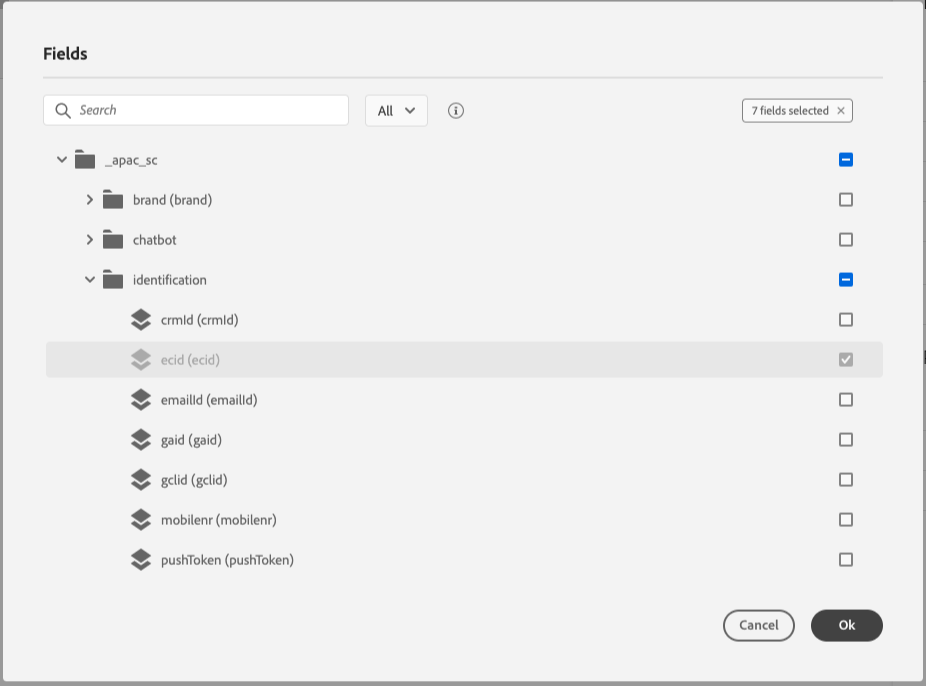 Fields
Search
All
7 fields selected
_apac_sc
brand (brand)
chatbot
identification
crmId (crmId)
ecid (ecid)
emailId (emailId)
gaid (gaid)
gclid (gclid)
mobilenr (mobilenr)
pushToken (pushToken)
Cancel Ok